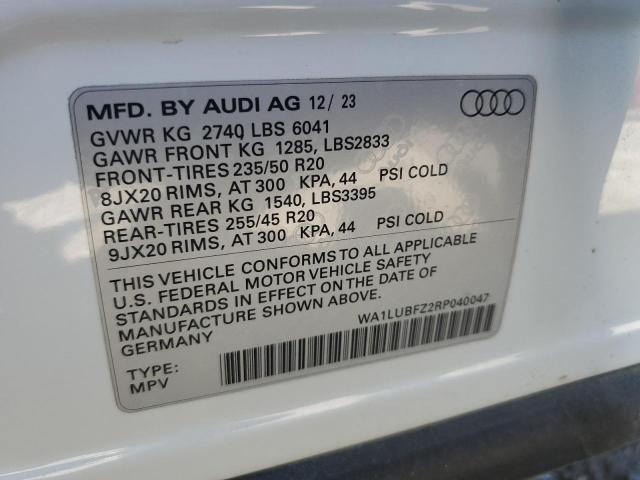 MFD. BY AUDI AG 12/ 23
GVWR KG 2740 LBS 6041
GAWR FRONT KG 1285, LBS2833
FRONT-TIRES 235/50 R20
8JX20 RIMS, AT 300 KPA, 44 PSI COLD
GAWR REAR KG 1540, LBS3395
REAR-TIRES 255/45 R20
9JX20 RIMS, AT 300 KPA, 44 PSI COLD
THIS VEHICLE CONFORMS TO ALL APPLICABLE
U.S. FEDERAL MOTOR VEHICLE SAFETY
STANDARDS IN EFFECT ON THE DATE OF
MANUFACTURE SHOWN ABOVE.
GERMANY
WA1LUBFZ2RP040047
TYPE:
MPV